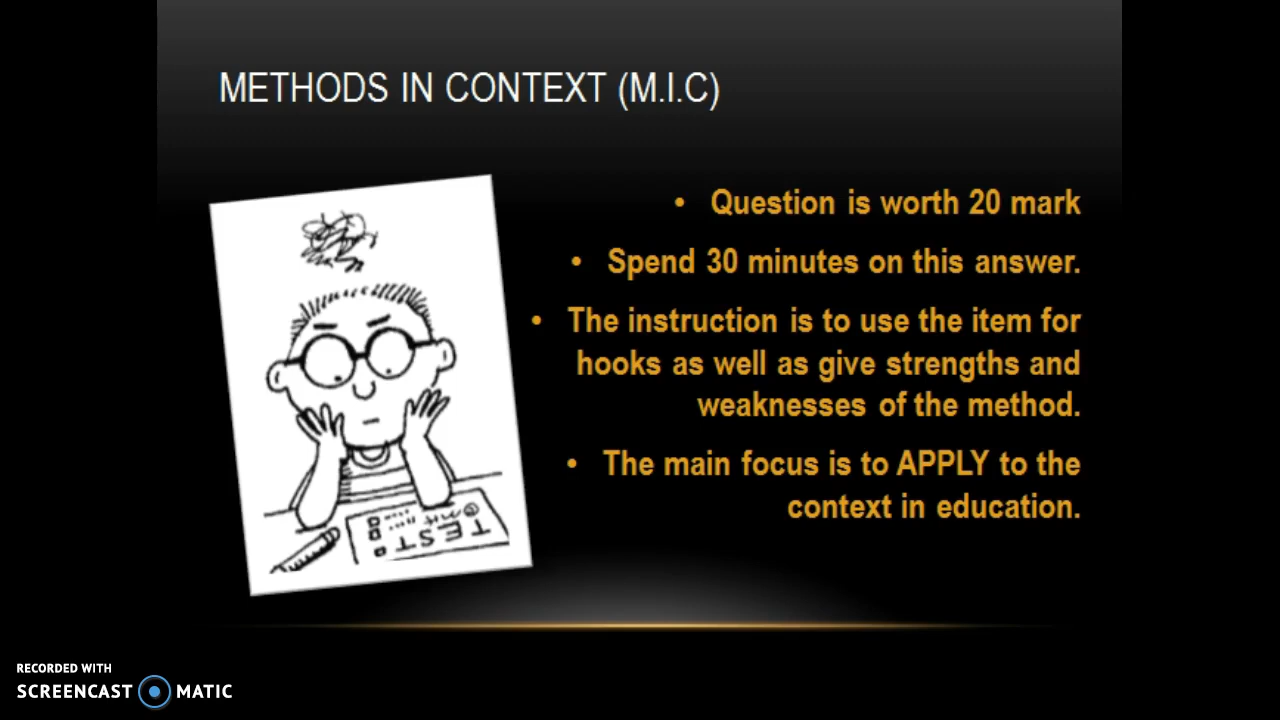 METHODS IN CONTEXT (M.I.C)
• Question is worth 20 mark
• Spend 30 minutes on this answer.
• The instruction is to use the item for
hooks as well as give strengths and
weaknesses of the method.
• The main focus is to APPLY to the
context in education.
TEST
RECORDED WITH
SCREENCAST MATIC